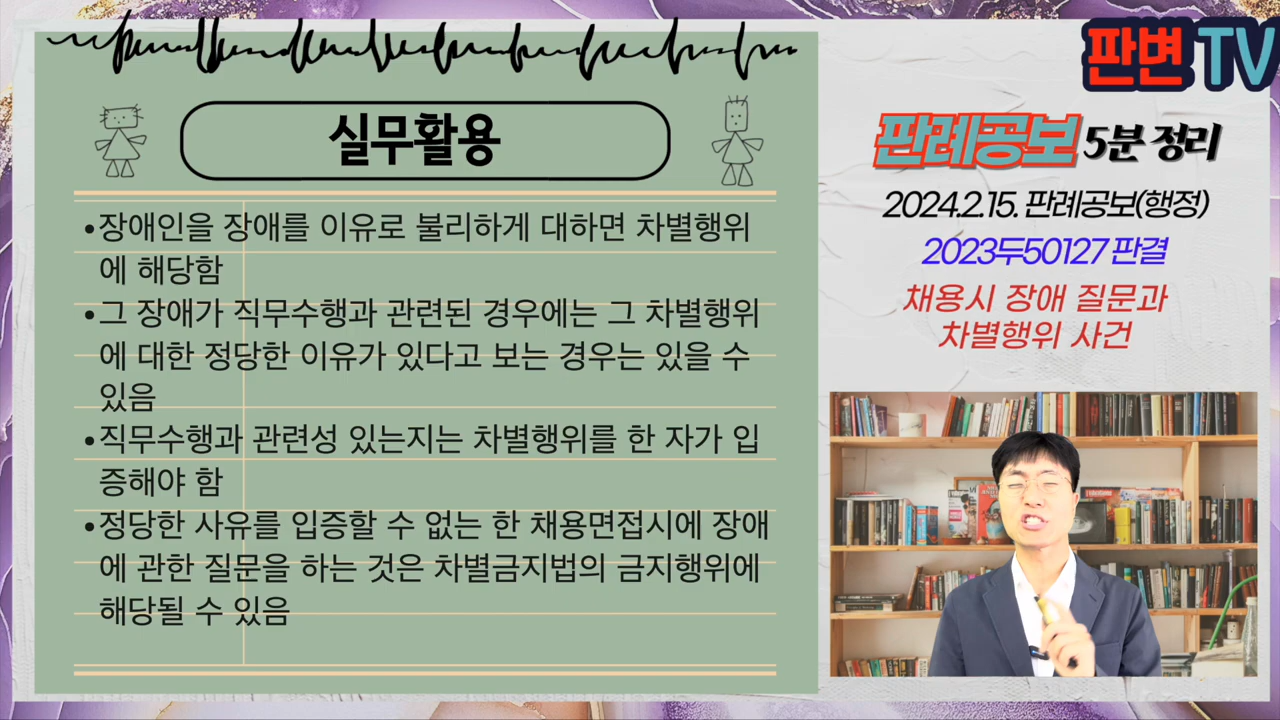 판변 TV
실무활용
•장애인을 장애를 이유로 불리하게 대하면 차별행위
에 해당함
•그 장애가 직무수행과 관련된 경우에는 그 차별행위
에 대한 정당한 이유가 있다고 보는 경우는 있을 수
있음
•직무수행과 관련성 있는지는 차별행위를 한 자가 입
증해야 함
•정당한 사유를 입증할 수 없는 한 채용면접시에 장애
에 관한 질문을 하는 것은 차별금지법의 금지행위에
해당될 수 있음
판례공보 5분 정리
2024.2.15. 판례공보(행정)
2023두50127 판결
채용시 장애 질문과
차별행위 사건